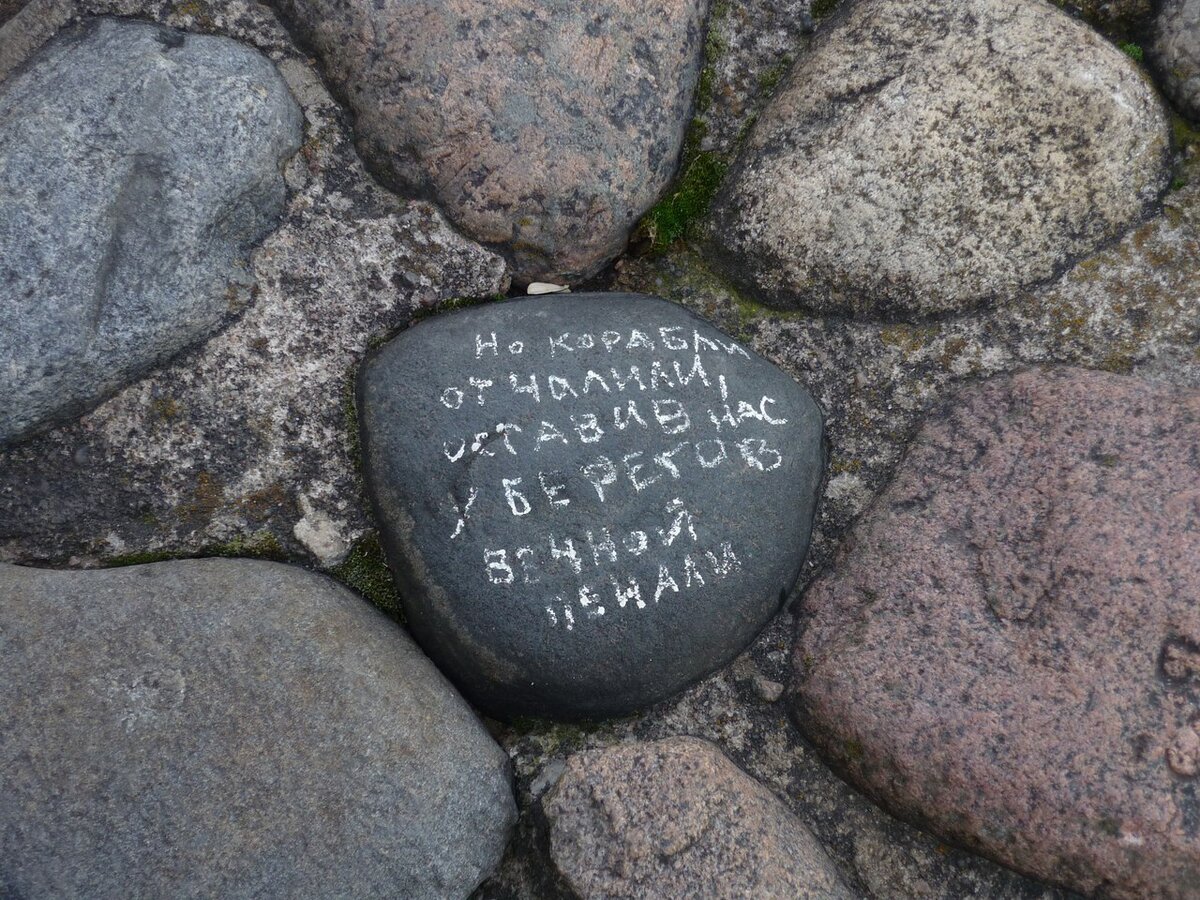 НО КОРАБЛИ
ОТЧАЛИЛИ,
ОСТАВИВ НАС
У БЕРЕГОВ
ВЕЧНОЙ
ПЕЧАЛИ